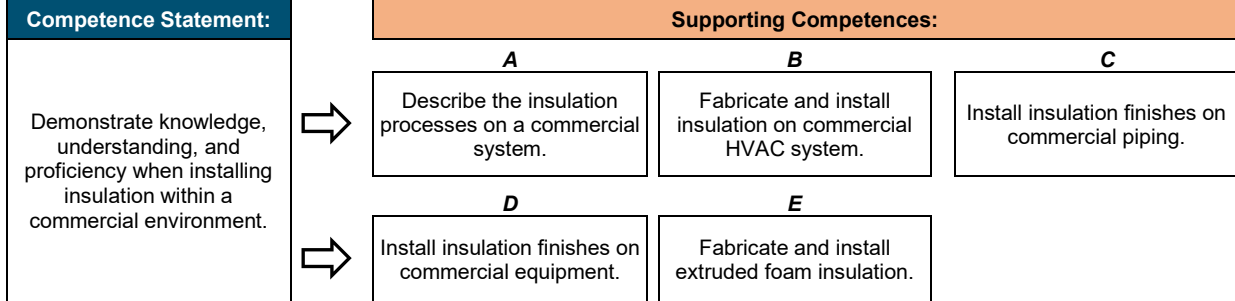 Competence Statement:
Supporting Competences:
Demonstrate knowledge,
understanding, and
proficiency when installing
insulation within a
commercial environment.
A
Describe the insulation
processes on a commercial
system.
B
Fabricate and install
insulation on commercial
HVAC system.
C
Install insulation finishes on
commercial piping.
D
Install insulation finishes on
commercial equipment.
E
Fabricate and install
extruded foam insulation.